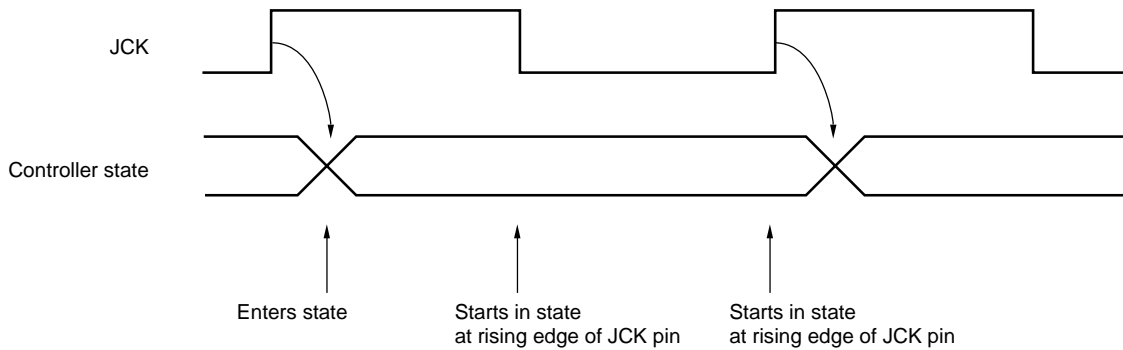 JCK
Controller state
Enters state
Starts in state
at rising edge of JCK pin
Starts in state
at rising edge of JCK pin